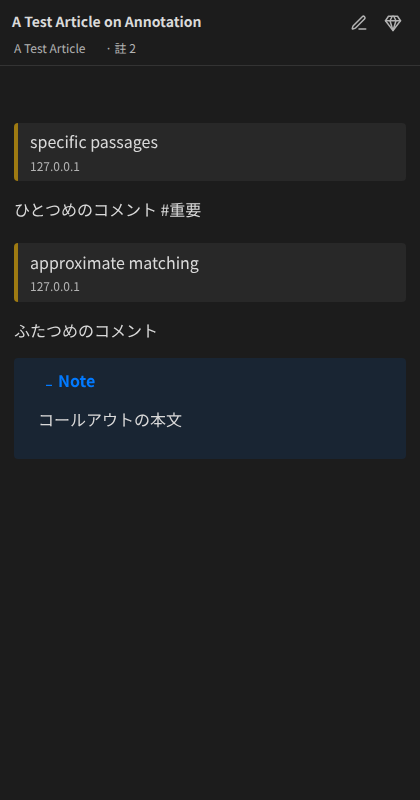 A Test Article on Annotation
A Test Article · 註 2
specific passages
127.0.0.1
ひとつめのコメント #重要
approximate matching
127.0.0.1
ふたつめのコメント
Note
コールアウトの本文